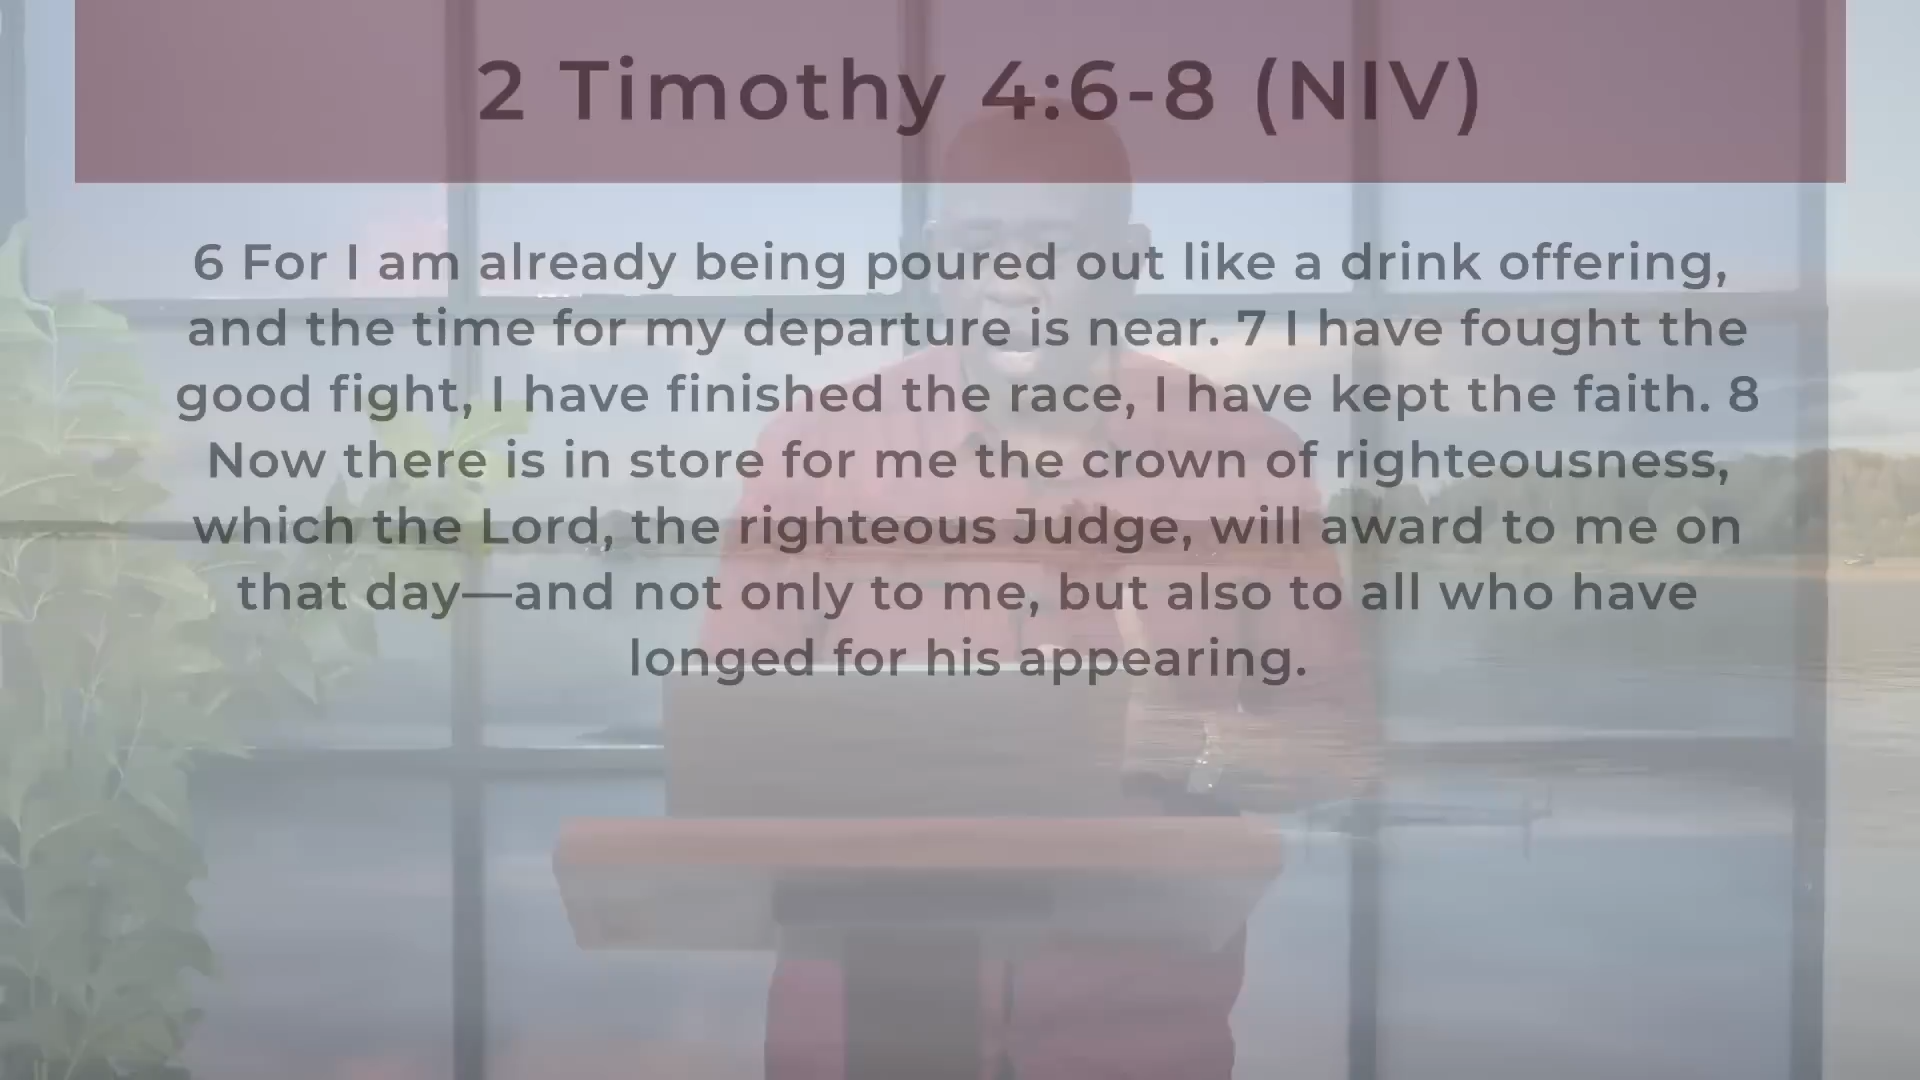 2 Timothy 4:6-8 (NIV)
6 For I am already being poured out like a drink offering,
and the time for my departure is near. 7 I have fought the
good fight, I have finished the race, I have kept the faith. 8
Now there is in store for me the crown of righteousness,
which the Lord, the righteous Judge, will award to me on
that day—and not only to me, but also to all who have
longed for his appearing.